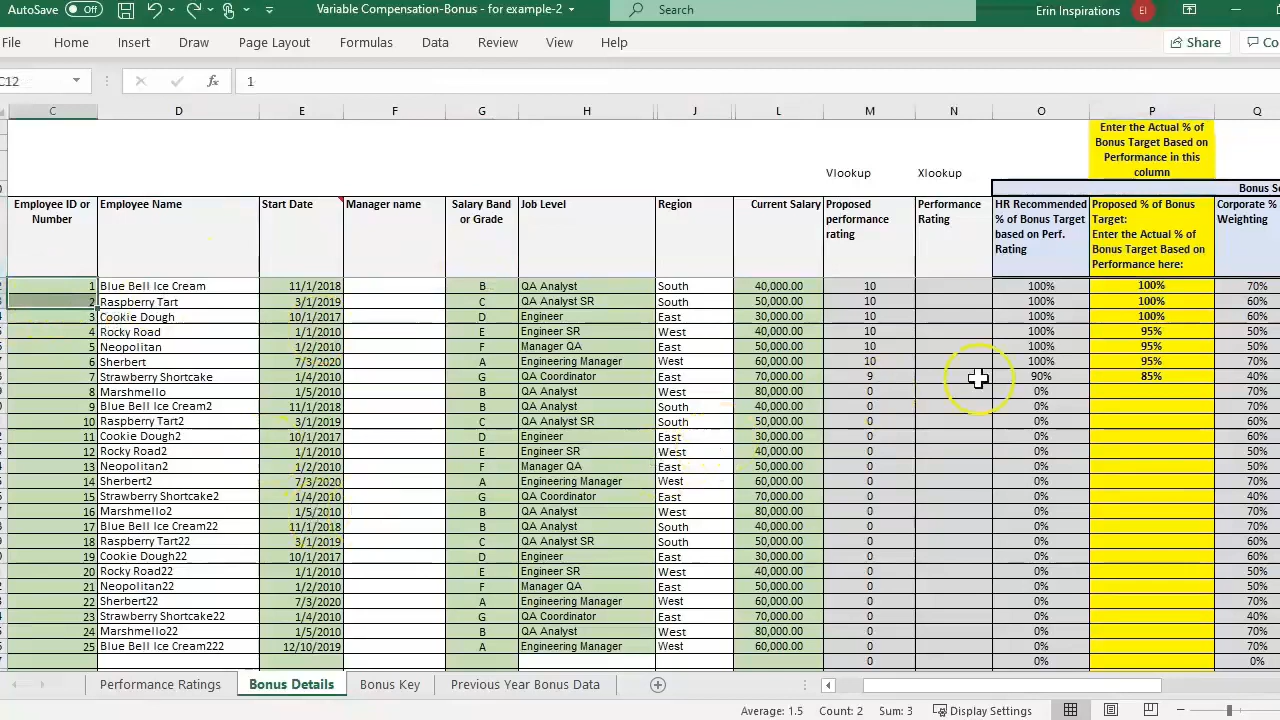 AutoSave Off Variable Compensation-Bonus - for example-2 Search Erin Inspirations EI
File Home Insert Draw Page Layout Formulas Data Review View Help Share Co
C12 fx 1
C D E F G H J L M N O P Q
Enter the Actual % of
Bonus Target Based on
Performance in this
column
Vlookup Xlookup
Bonus Se
Employee ID or
Number
Employee Name
Start Date
Manager name
Salary Band
or Grade
Job Level
Region
Current Salary
Proposed
performance
rating
Performance
Rating
HR Recommended
% of Bonus Target
based on Perf.
Rating
Proposed % of Bonus
Target:
Enter the Actual % of
Bonus Target Based on
Performance here:
Corporate %
Weighting
1 Blue Bell Ice Cream 11/1/2018 B QA Analyst South 40,000.00 10 100% 100% 70%
2 Raspberry Tart 3/1/2019 C QA Analyst SR South 50,000.00 10 100% 100% 60%
3 Cookie Dough 10/1/2017 D Engineer East 30,000.00 10 100% 100% 60%
4 Rocky Road 1/1/2010 E Engineer SR West 40,000.00 10 100% 95% 50%
5 Neopolitan 1/2/2010 F Manager QA East 50,000.00 10 100% 95% 50%
6 Sherbert 7/3/2020 A Engineering Manager West 60,000.00 10 100% 95% 70%
7 Strawberry Shortcake 1/4/2010 G QA Coordinator East 70,000.00 9 90% 85% 40%
8 Marshmello 1/5/2010 B QA Analyst West 80,000.00 0 0% 70%
9 Blue Bell Ice Cream2 11/1/2018 B QA Analyst South 40,000.00 0 0% 70%
10 Raspberry Tart2 3/1/2019 C QA Analyst SR South 50,000.00 0 0% 60%
11 Cookie Dough2 10/1/2017 D Engineer East 30,000.00 0 0% 60%
12 Rocky Road2 1/1/2010 E Engineer SR West 40,000.00 0 0% 50%
13 Neopolitan2 1/2/2010 F Manager QA East 50,000.00 0 0% 50%
14 Sherbert2 7/3/2020 A Engineering Manager West 60,000.00 0 0% 70%
15 Strawberry Shortcake2 1/4/2010 G QA Coordinator East 70,000.00 0 0% 40%
16 Marshmello2 1/5/2010 B QA Analyst West 80,000.00 0 0% 70%
17 Blue Bell Ice Cream22 11/1/2018 B QA Analyst South 40,000.00 0 0% 70%
18 Raspberry Tart22 3/1/2019 C QA Analyst SR South 50,000.00 0 0% 60%
19 Cookie Dough22 10/1/2017 D Engineer East 30,000.00 0 0% 60%
20 Rocky Road22 1/1/2010 E Engineer SR West 40,000.00 0 0% 50%
21 Neopolitan22 1/2/2010 F Manager QA East 50,000.00 0 0% 50%
22 Sherbert22 7/3/2020 A Engineering Manager West 60,000.00 0 0% 70%
23 Strawberry Shortcake22 1/4/2010 G QA Coordinator East 70,000.00 0 0% 40%
24 Marshmello22 1/5/2010 B QA Analyst West 80,000.00 0 0% 70%
25 Blue Bell Ice Cream222 12/10/2019 A Engineering Manager West 60,000.00 0 0% 70%
0 0% 0%
Performance Ratings Bonus Details Bonus Key Previous Year Bonus Data
Average: 1.5 Count: 2 Sum: 3 Display Settings